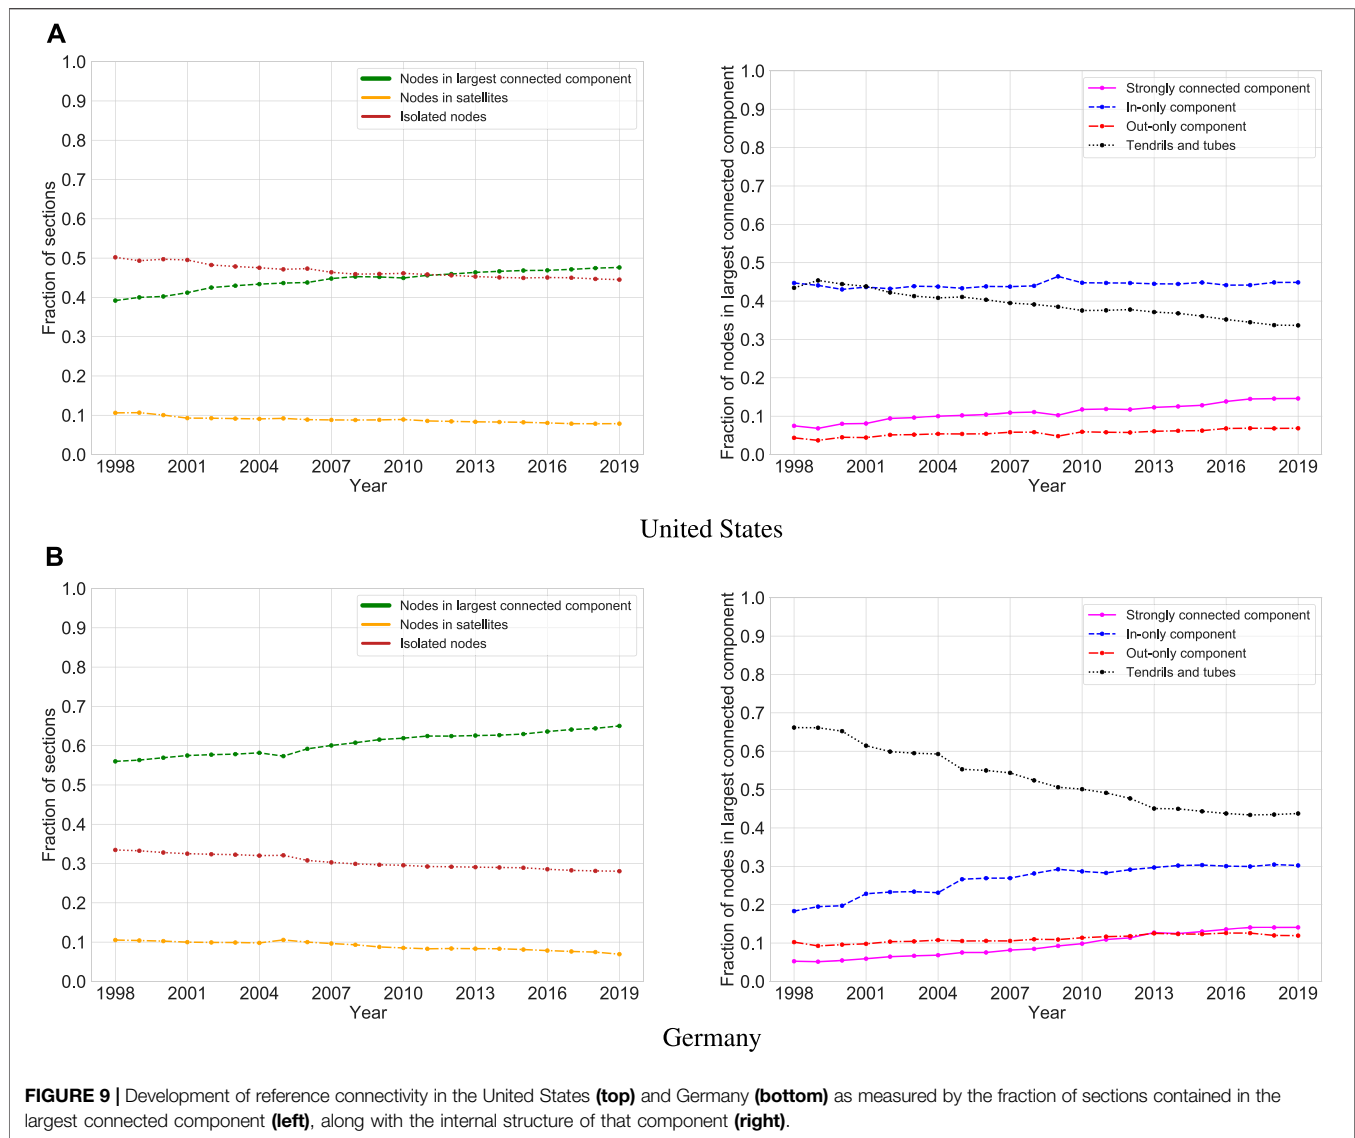 A
1.0
0.9
0.8
0.7
0.6
0.5
0.4
0.3
0.2
0.1
0.0
Fraction of sections
Nodes in largest connected component
Nodes in satellites
Isolated nodes
1998 2001 2004 2007 2010 2013 2016 2019
Year
1.0
0.9
0.8
0.7
0.6
0.5
0.4
0.3
0.2
0.1
0.0
Fraction of nodes in largest connected component
Strongly connected component
In-only component
Out-only component
Tendrils and tubes
1998 2001 2004 2007 2010 2013 2016 2019
Year
United States
B
1.0
0.9
0.8
0.7
0.6
0.5
0.4
0.3
0.2
0.1
0.0
Fraction of sections
Nodes in largest connected component
Nodes in satellites
Isolated nodes
1998 2001 2004 2007 2010 2013 2016 2019
Year
1.0
0.9
0.8
0.7
0.6
0.5
0.4
0.3
0.2
0.1
0.0
Fraction of nodes in largest connected component
Strongly connected component
In-only component
Out-only component
Tendrils and tubes
1998 2001 2004 2007 2010 2013 2016 2019
Year
Germany
FIGURE 9 | Development of reference connectivity in the United States (top) and Germany (bottom) as measured by the fraction of sections contained in the
largest connected component (left), along with the internal structure of that component (right).